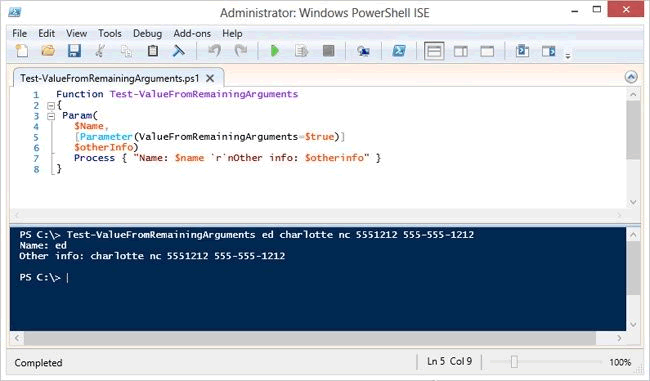 Administrator: Windows PowerShell ISE
File Edit View Tools Debug Add-ons Help
Test-ValueFromRemainingArguments.ps1
1 Function Test-ValueFromRemainingArguments
2 {
3 Param(
4 $Name,
5 [Parameter(ValueFromRemainingArguments=$true)]
6 $otherInfo)
7 Process { "Name: $name `r`nOther info: $otherinfo" }
8 }
PS C:\> Test-ValueFromRemainingArguments ed charlotte nc 5551212 555-555-1212
Name: ed
Other info: charlotte nc 5551212 555-555-1212
PS C:\>
Completed Ln 5 Col 9 100%